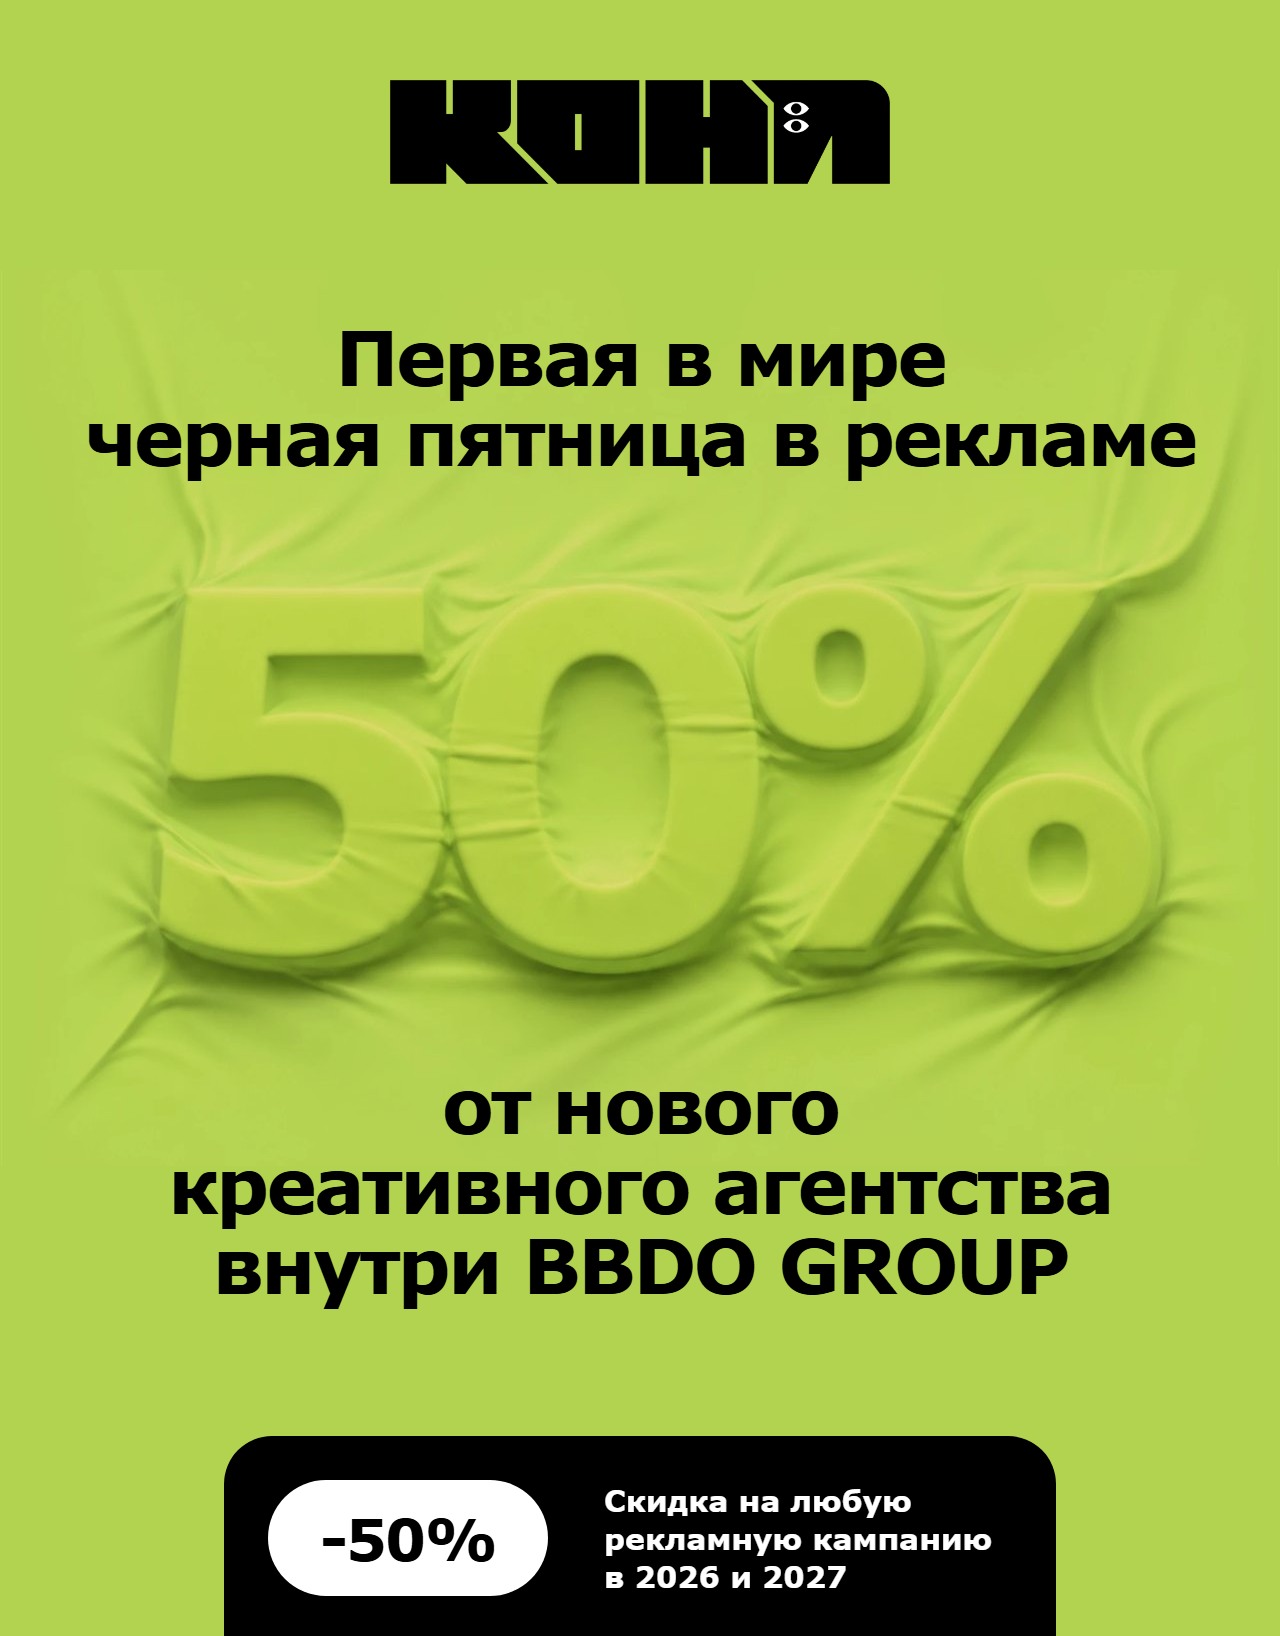 КОНЯ
Первая в мире
черная пятница в рекламе
50%
от нового
креативного агентства
внутри BBDO GROUP
-50%
Скидка на любую
рекламную кампанию
в 2026 и 2027